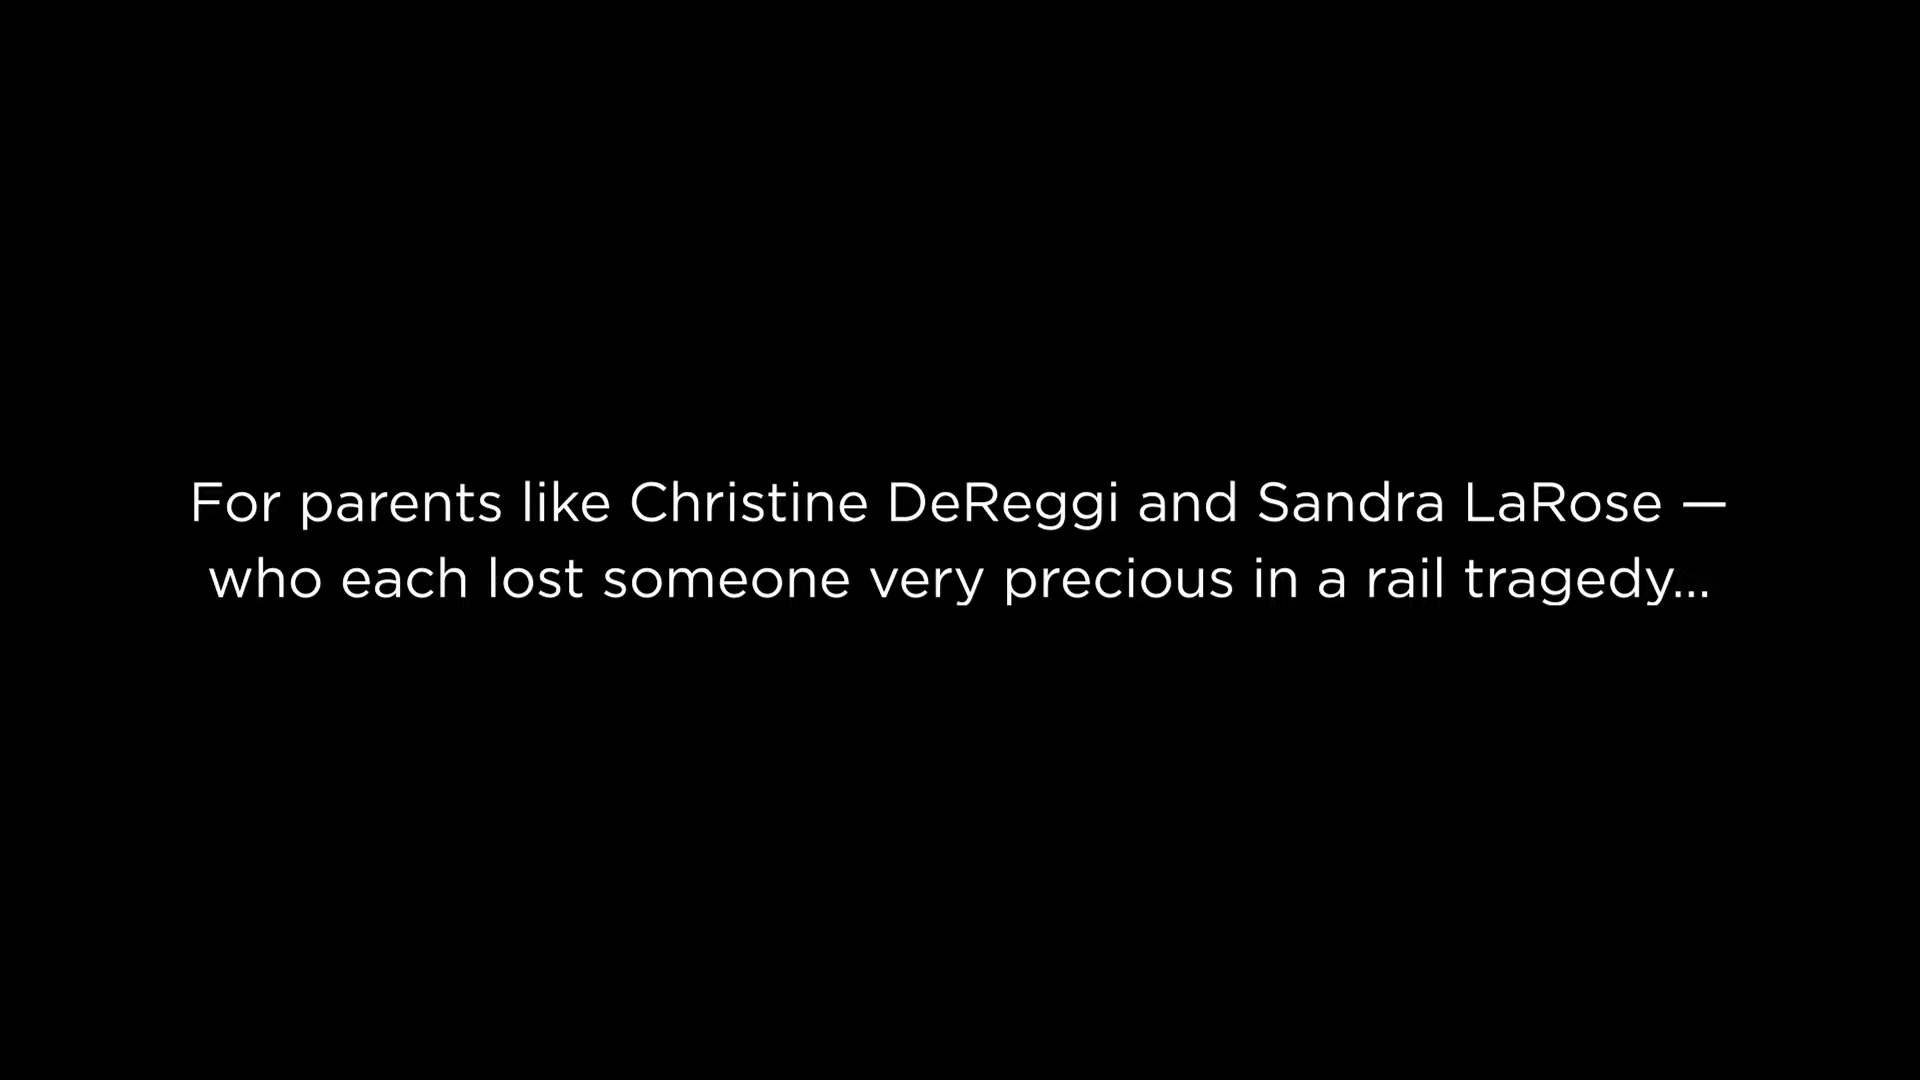 For parents like Christine DeReggi and Sandra LaRose —
who each lost someone very precious in a rail tragedy...